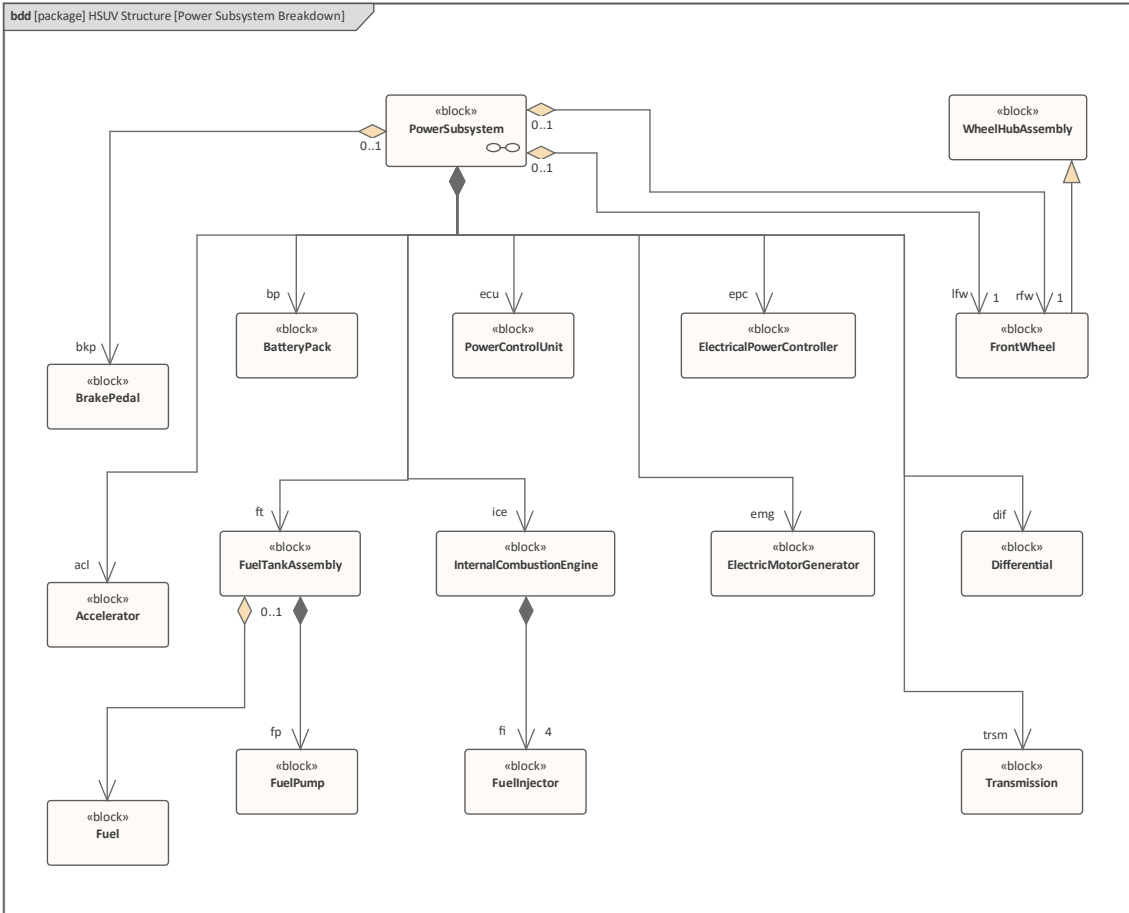 bdd [package] HSUV Structure [Power Subsystem Breakdown]
«block»
PowerSubsystem
0..1
0..1
0..1
«block»
WheelHubAssembly
bkp
«block»
BrakePedal
bp
«block»
BatteryPack
ecu
«block»
PowerControlUnit
epc
«block»
ElectricalPowerController
lfw
1
rfw
1
«block»
FrontWheel
acl
«block»
Accelerator
ft
«block»
FuelTankAssembly
0..1
ice
«block»
InternalCombustionEngine
emg
«block»
ElectricMotorGenerator
dif
«block»
Differential
«block»
Fuel
fp
«block»
FuelPump
fi
4
«block»
FuelInjector
trsm
«block»
Transmission